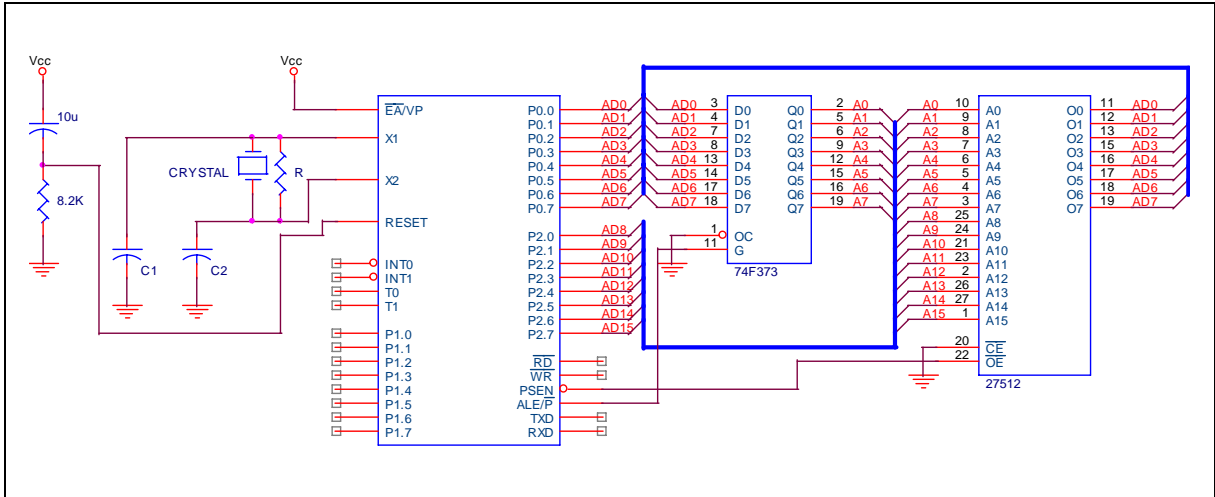 Vcc
10u
8.2K
Vcc
CRYSTAL
R
C1
C2
EA/VP
X1
X2
RESET
INT0
INT1
T0
T1
P1.0
P1.1
P1.2
P1.3
P1.4
P1.5
P1.6
P1.7
P0.0
P0.1
P0.2
P0.3
P0.4
P0.5
P0.6
P0.7
P2.0
P2.1
P2.2
P2.3
P2.4
P2.5
P2.6
P2.7
RD
WR
PSEN
ALE/P
TXD
RXD
AD0
AD1
AD2
AD3
AD4
AD5
AD6
AD7
AD8
AD9
AD10
AD11
AD12
AD13
AD14
AD15
AD0 3 D0 Q0 2 A0
AD1 4 D1 Q1 5 A1
AD2 7 D2 Q2 6 A2
AD3 8 D3 Q3 9 A3
AD4 13 D4 Q4 12 A4
AD5 14 D5 Q5 15 A5
AD6 17 D6 Q6 16 A6
AD7 18 D7 Q7 19 A7
1 OC
11 G
74F373
A0 10 A0 O0 11 AD0
A1 9 A1 O1 12 AD1
A2 8 A2 O2 13 AD2
A3 7 A3 O3 15 AD3
A4 6 A4 O4 16 AD4
A5 5 A5 O5 17 AD5
A6 4 A6 O6 18 AD6
A7 3 A7 O7 19 AD7
A8 25 A8
A9 24 A9
A10 21 A10
A11 23 A11
A12 2 A12
A13 26 A13
A14 27 A14
A15 1 A15
20 CE
22 OE
27512